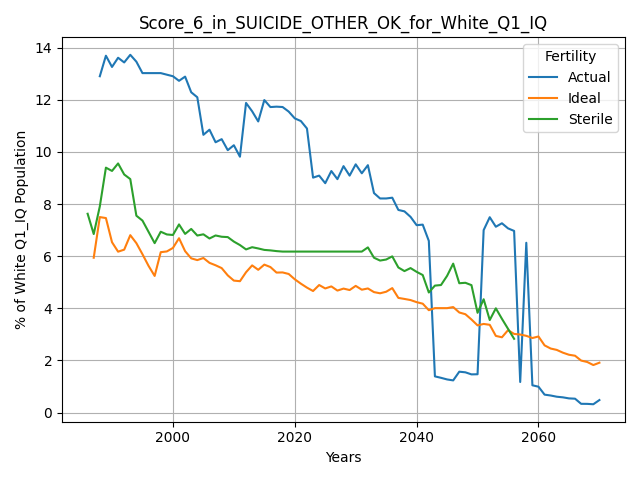 Score_6_in_SUICIDE_OTHER_OK_for_White_Q1_IQ
Fertility
Actual
Ideal
Sterile
% of White Q1_IQ Population
14
12
10
8
6
4
2
0
2000 2020 2040 2060
Years